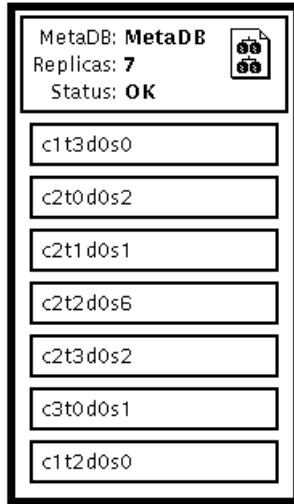 MetaDB: MetaDB
Replicas: 7
Status: OK
c1t3d0s0
c2t0d0s2
c2t1d0s1
c2t2d0s6
c2t3d0s2
c3t0d0s1
c1t2d0s0